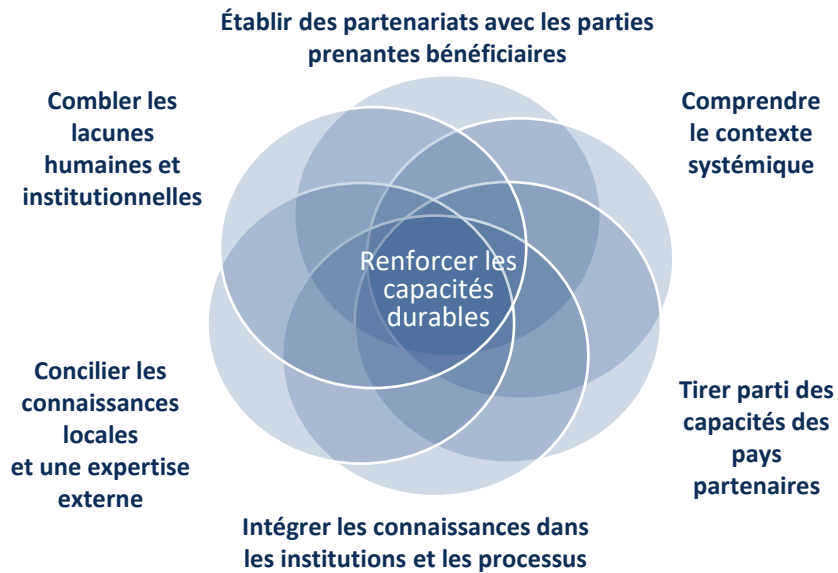 Établir des partenariats avec les parties
prenantes bénéficiaires
Comprendre
le contexte
systémique
Tirer parti des
capacités des
pays
partenaires
Intégrer les connaissances dans
les institutions et les processus
Concilier les
connaissances
locales
et une expertise
externe
Combler les
lacunes
humaines et
institutionnelles
Renforcer les
capacités
durables